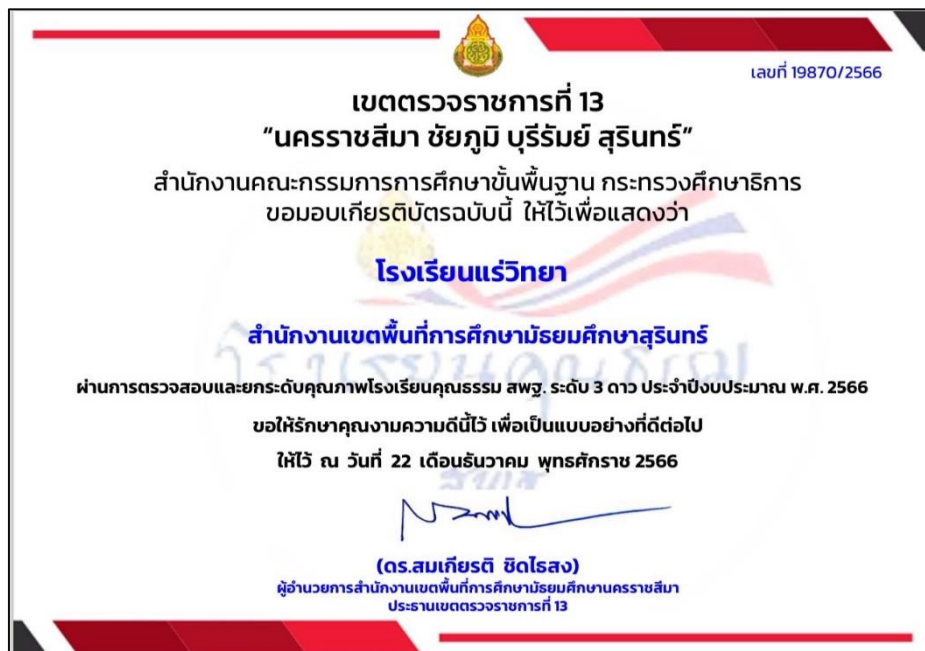 เลขที่ 19870/2566
เขตตรวจราชการที่ 13
“นครราชสีมา ชัยภูมิ บุรีรัมย์ สุรินทร์”
สำนักงานคณะกรรมการการศึกษาขั้นพื้นฐาน กระทรวงศึกษาธิการ
ขอมอบเกียรติบัตรฉบับนี้ ให้ไว้เพื่อแสดงว่า
โรงเรียนแร่วิทยา
สำนักงานเขตพื้นที่การศึกษามัธยมศึกษาสุรินทร์
โรงเรียนคุณธรรม
ผ่านการตรวจสอบและยกระดับคุณภาพโรงเรียนคุณธรรม สพฐ. ระดับ 3 ดาว ประจำปีงบประมาณ พ.ศ. 2566
ขอให้รักษาคุณงามความดีนี้ไว้ เพื่อเป็นแบบอย่างที่ดีต่อไป
ให้ไว้ ณ วันที่ 22 เดือนธันวาคม พุทธศักราช 2566
สพฐ
(ดร.สมเกียรติ ชิดไธสง)
ผู้อำนวยการสำนักงานเขตพื้นที่การศึกษามัธยมศึกษานครราชสีมา
ประธานเขตตรวจราชการที่ 13